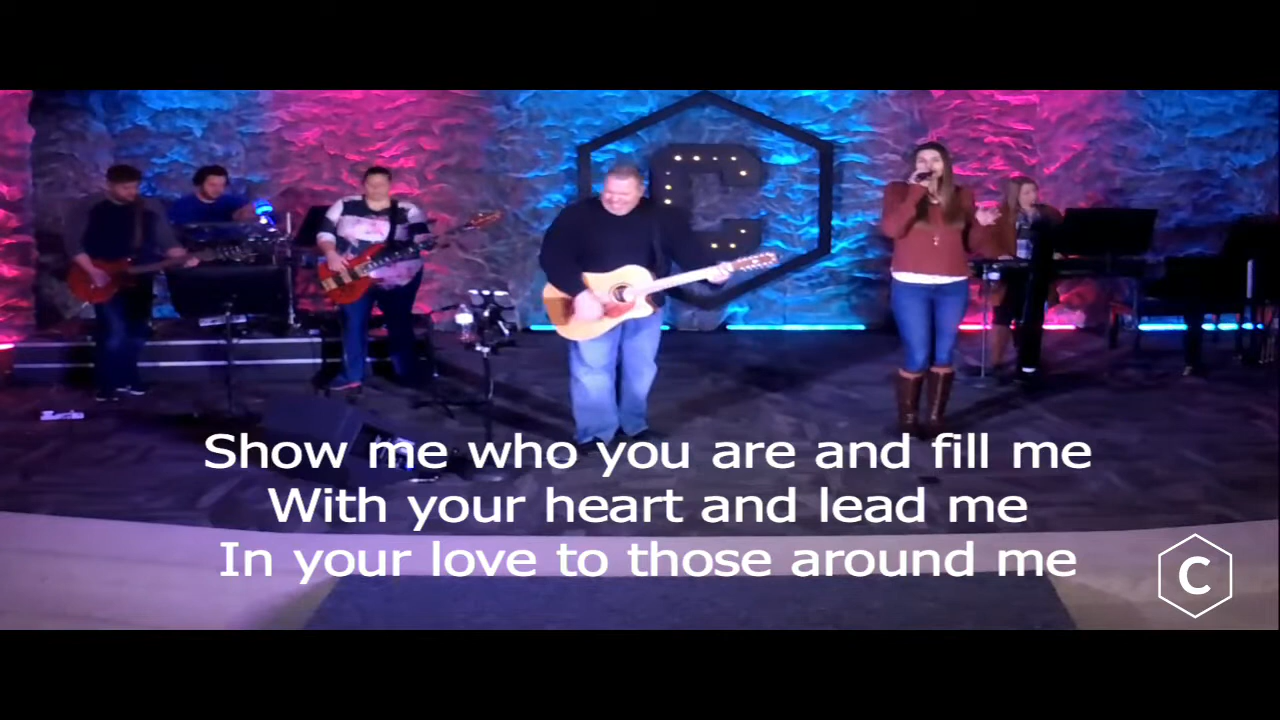 C
Show me who you are and fill me
With your heart and lead me
In your love to those around me
C